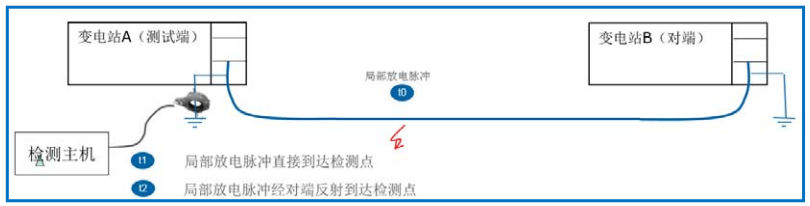 变电站A（测试端）
变电站B（对端）
局部放电脉冲
t0
检测主机
t1 局部放电脉冲直接到达检测点
t2 局部放电脉冲经对端反射到达检测点